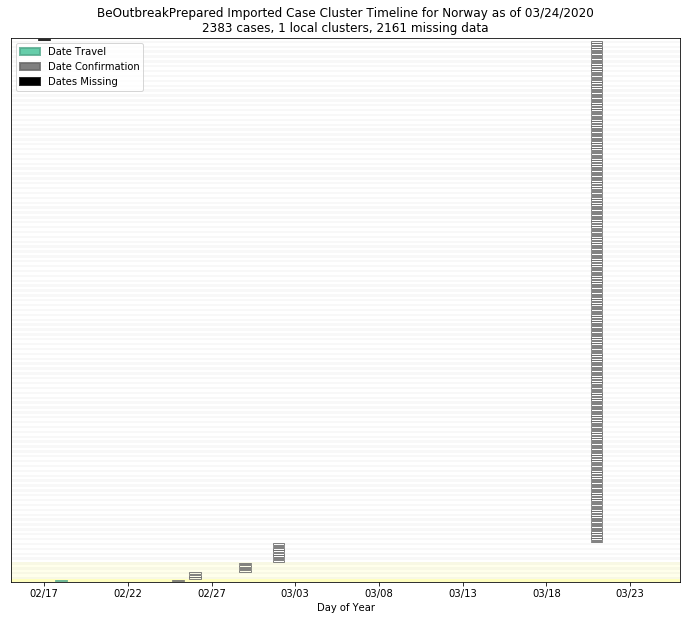 BeOutbreakPrepared Imported Case Cluster Timeline for Norway as of 03/24/2020
2383 cases, 1 local clusters, 2161 missing data
Date Travel
Date Confirmation
Dates Missing
02/17 02/22 02/27 03/03 03/08 03/13 03/18 03/23
Day of Year